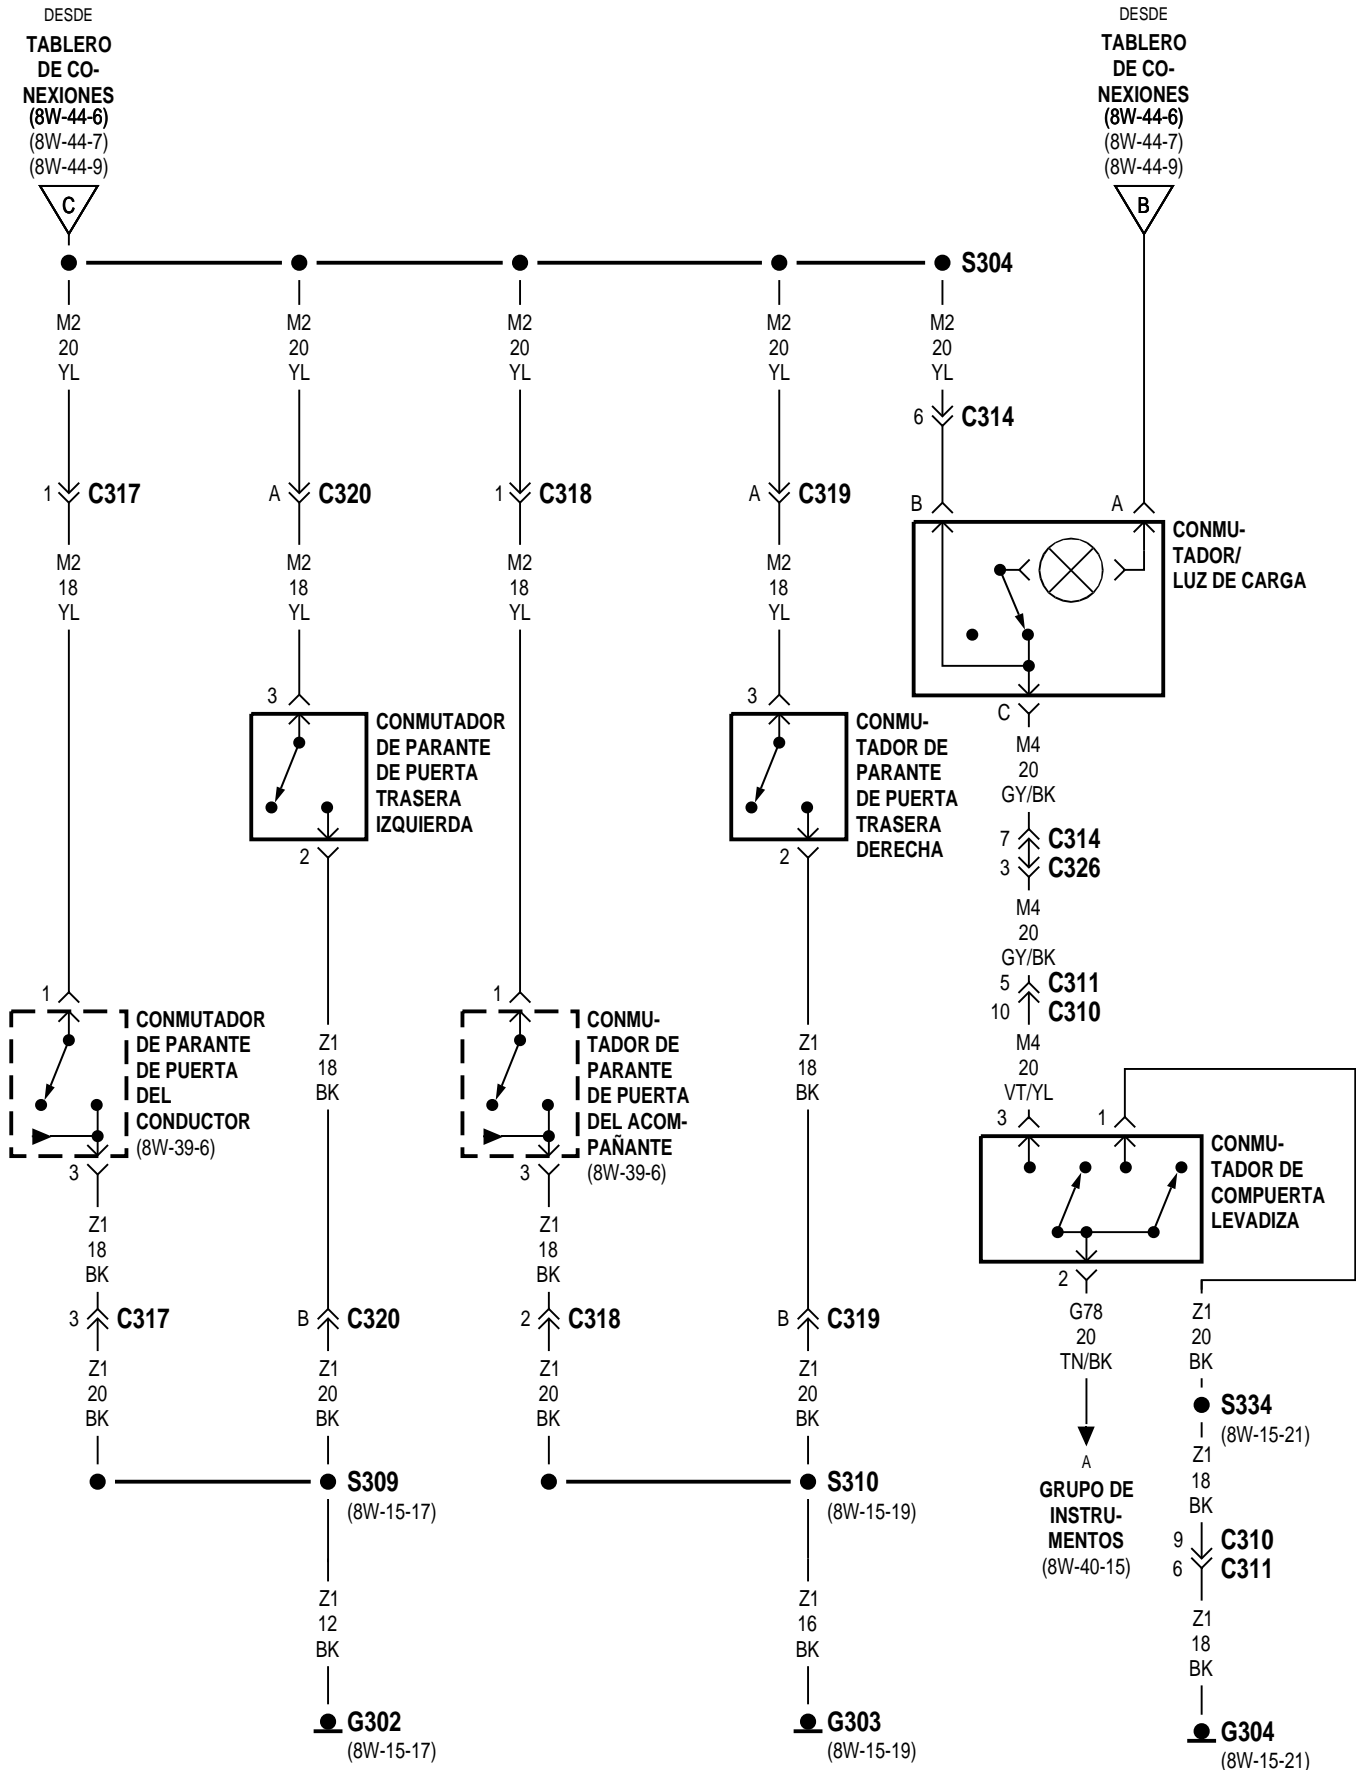 DESDE
TABLERO
DE CO-
NEXIONES
(8W-44-6)
(8W-44-7)
(8W-44-9)
C
DESDE
TABLERO
DE CO-
NEXIONES
(8W-44-6)
(8W-44-7)
(8W-44-9)
B
S304
M2
20
YL
M2
20
YL
M2
20
YL
M2
20
YL
M2
20
YL
6 C314
1 C317
A C320
1 C318
A C319
B
A
CONMU-
TADOR/
LUZ DE CARGA
M2
18
YL
M2
18
YL
M2
18
YL
M2
18
YL
3
CONMUTADOR
DE PARANTE
DE PUERTA
TRASERA
IZQUIERDA
2
3
CONMU-
TADOR DE
PARANTE
DE PUERTA
TRASERA
DERECHA
2
C
M4
20
GY/BK
7 C314
3 C326
M4
20
GY/BK
5 C311
10 C310
M4
20
VT/YL
1
CONMUTADOR
DE PARANTE
DE PUERTA
DEL
CONDUCTOR
(8W-39-6)
3
Z1
18
BK
1
CONMU-
TADOR DE
PARANTE
DE PUERTA
DEL ACOM-
PAÑANTE
(8W-39-6)
3
Z1
18
BK
3
1
CONMU-
TADOR DE
COMPUERTA
LEVADIZA
2
Z1
18
BK
Z1
18
BK
G78
20
TN/BK
Z1
20
BK
3 C317
B C320
2 C318
B C319
Z1
20
BK
Z1
20
BK
Z1
20
BK
Z1
20
BK
S334
(8W-15-21)
A
GRUPO DE
INSTRU-
MENTOS
(8W-40-15)
Z1
18
BK
S309
(8W-15-17)
S310
(8W-15-19)
9 C310
6 C311
Z1
12
BK
Z1
16
BK
Z1
18
BK
G302
(8W-15-17)
G303
(8W-15-19)
G304
(8W-15-21)